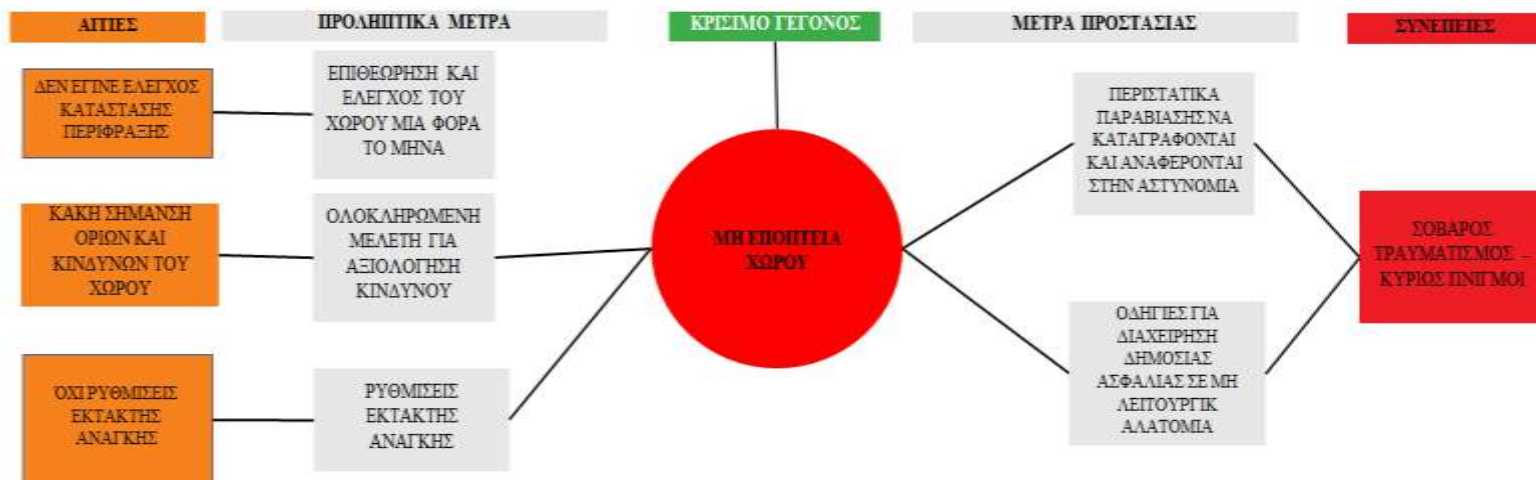 ΑΙΤΙΕΣ
ΠΡΟΛΗΠΤΙΚΑ ΜΕΤΡΑ
ΚΡΙΣΙΜΟ ΓΕΓΟΝΟΣ
ΜΕΤΡΑ ΠΡΟΣΤΑΣΙΑΣ
ΣΥΝΕΠΕΙΕΣ
ΔΕΝ ΕΓΙΝΕ ΕΛΕΓΧΟΣ
ΚΑΤΑΣΤΑΣΗΣ
ΠΕΡΙΦΡΑΞΗΣ
ΕΠΙΘΕΩΡΗΣΗ ΚΑΙ
ΕΛΕΓΧΟΣ ΤΟΥ
ΧΩΡΟΥ ΜΙΑ ΦΟΡΑ
ΤΟ ΜΗΝΑ
ΚΑΚΗ ΣΗΜΑΝΣΗ
ΟΡΙΩΝ ΚΑΙ
ΚΙΝΔΥΝΩΝ ΤΟΥ
ΧΩΡΟΥ
ΟΛΟΚΛΗΡΩΜΕΝΗ
ΜΕΛΕΤΗ ΓΙΑ
ΑΞΙΟΛΟΓΗΣΗ
ΚΙΝΔΥΝΟΥ
ΌΧΙ ΡΥΘΜΙΣΕΙΣ
ΕΚΤΑΚΤΗΣ
ΑΝΑΓΚΗΣ
ΡΥΘΜΙΣΕΙΣ
ΕΚΤΑΚΤΗΣ
ΑΝΑΓΚΗΣ
ΜΗ ΕΠΟΠΤΕΙΑ
ΧΩΡΟΥ
ΠΕΡΙΣΤΑΤΙΚΑ
ΠΑΡΑΒΙΑΣΗΣ ΝΑ
ΚΑΤΑΓΡΑΦΟΝΤΑΙ
ΚΑΙ ΑΝΑΦΕΡΟΝΤΑΙ
ΣΤΗΝ ΑΣΤΥΝΟΜΙΑ
ΟΔΗΓΙΕΣ ΓΙΑ
ΔΙΑΧΕΙΡΗΣΗ
ΔΗΜΟΣΙΑΣ
ΑΣΦΑΛΙΑΣ ΣΕ ΜΗ
ΛΕΙΤΟΥΡΓΙΚ
ΑΛΑΤΟΜΙΑ
ΣΟΒΑΡΟΣ
ΤΡΑΥΜΑΤΙΣΜΟΣ –
ΚΥΡΙΩΣ ΠΝΙΓΜΟΙ